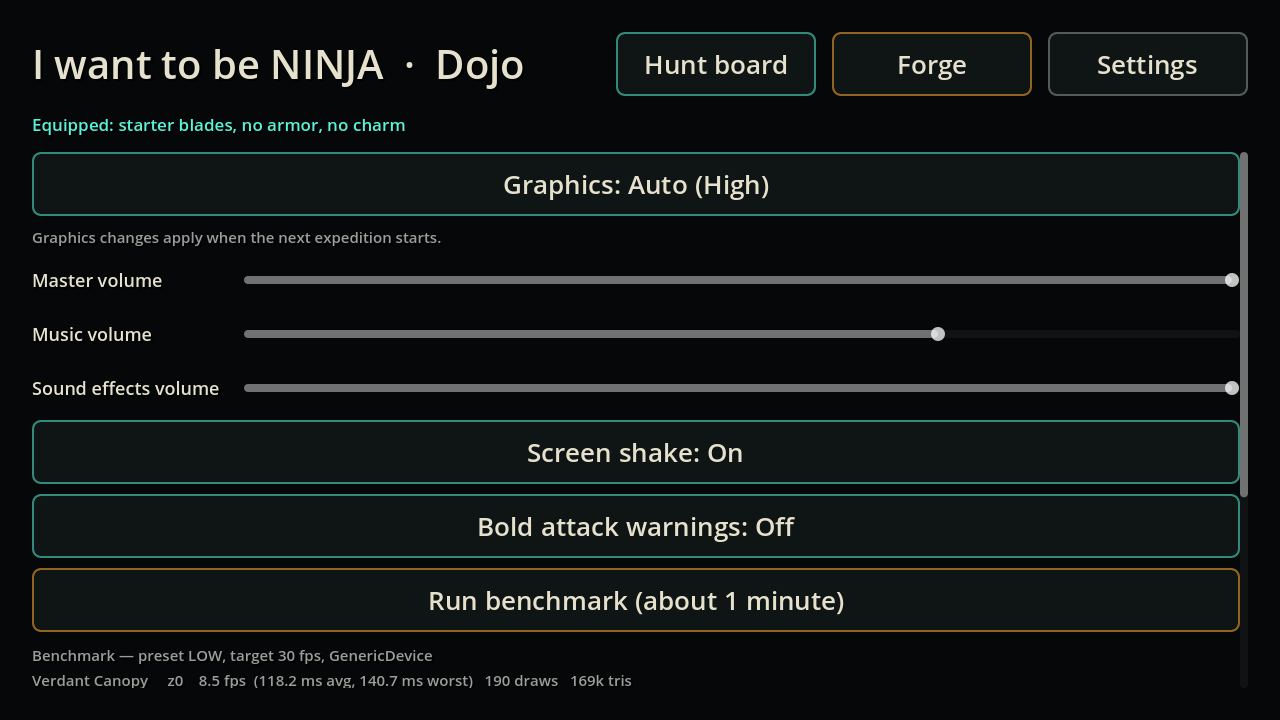 I want to be NINJA · Dojo
Hunt board
Forge
Settings
Equipped: starter blades, no armor, no charm
Graphics: Auto (High)
Graphics changes apply when the next expedition starts.
Master volume
Music volume
Sound effects volume
Screen shake: On
Bold attack warnings: Off
Run benchmark (about 1 minute)
Benchmark — preset LOW, target 30 fps, GenericDevice
Verdant Canopy z0 8.5 fps (118.2 ms avg, 140.7 ms worst) 190 draws 169k tris